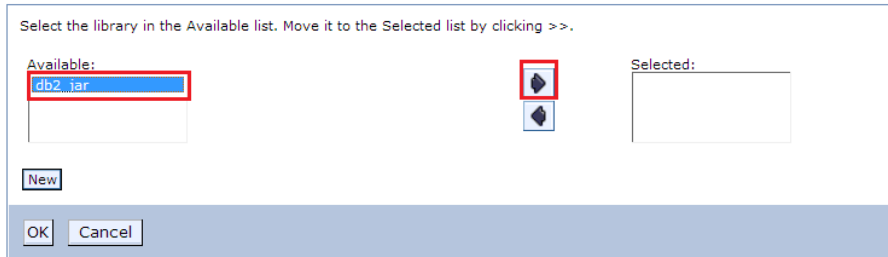 Select the library in the Available list. Move it to the Selected list by clicking >>.
Available:
Selected:
db2_jar
New
OK
Cancel